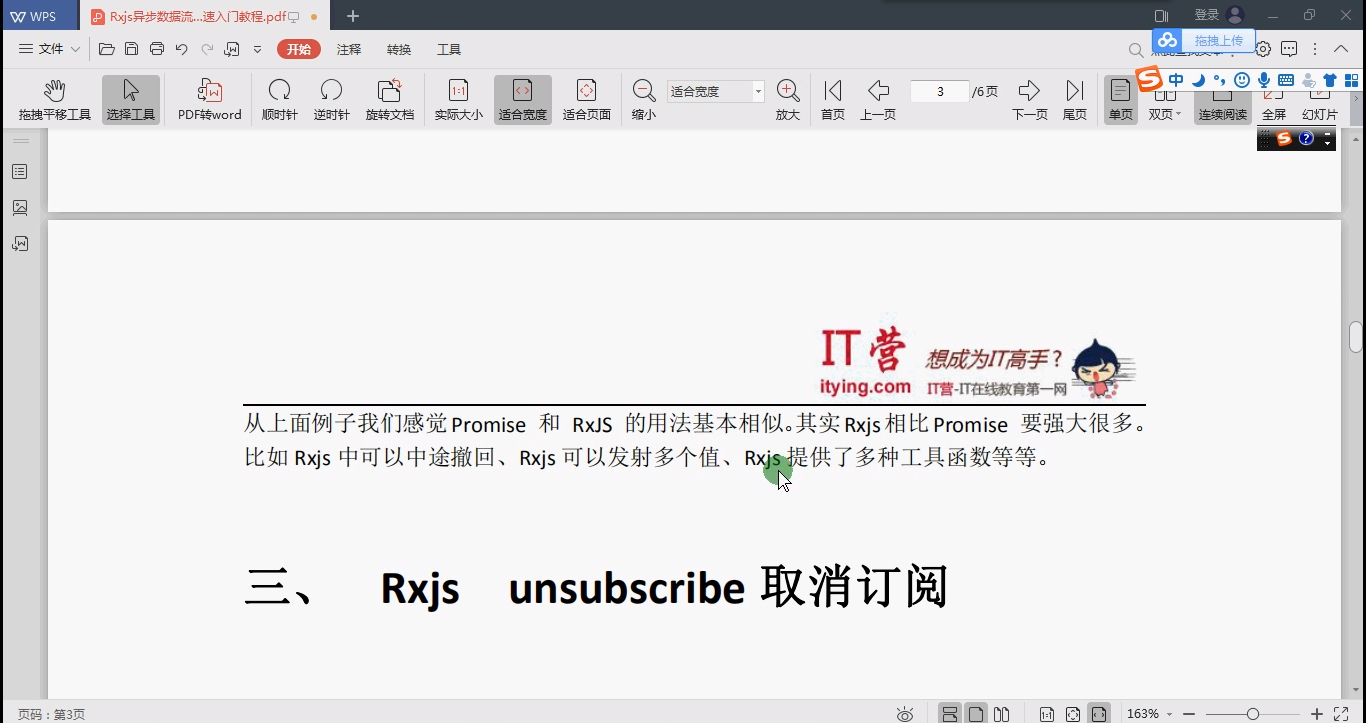 WPS
Rxjs异步数据流...速入门教程.pdf
登录
文件
开始
注释
转换
工具
拖拽上传
中
拖拽平移工具
选择工具
PDF转word
顺时针
逆时针
旋转文档
1:1
实际大小
适合宽度
适合页面
缩小
适合宽度
放大
首页
上一页
3
/6页
下一页
尾页
单页
双页
连续阅读
全屏
幻灯片
IT 营
itying.com
想成为IT高手？
IT营-IT在线教育第一网
从上面例子我们感觉 Promise 和 RxJS 的用法基本相似。其实 Rxjs 相比 Promise 要强大很多。
比如 Rxjs 中可以中途撤回、Rxjs 可以发射多个值、Rxjs 提供了多种工具函数等等。
三、 Rxjs unsubscribe 取消订阅
页码：第3页
1:1
163%